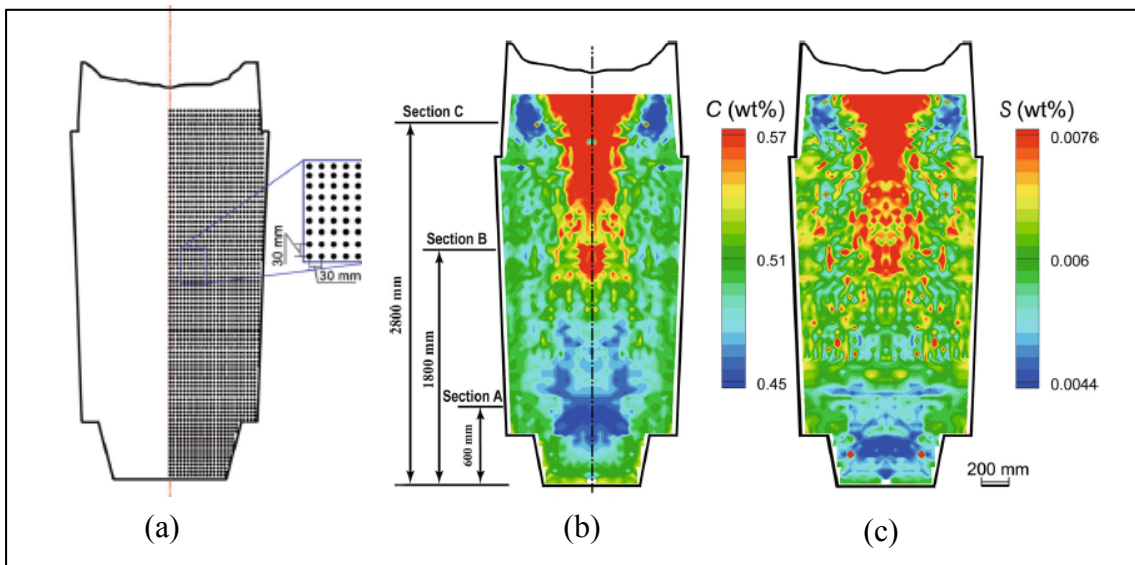 30 mm
30 mm
(a)
Section C
Section B
Section A
2800 mm
1800 mm
600 mm
(b)
C (wt%)
0.57
0.51
0.45
S (wt%)
0.0076
0.006
0.0044
200 mm
(c)